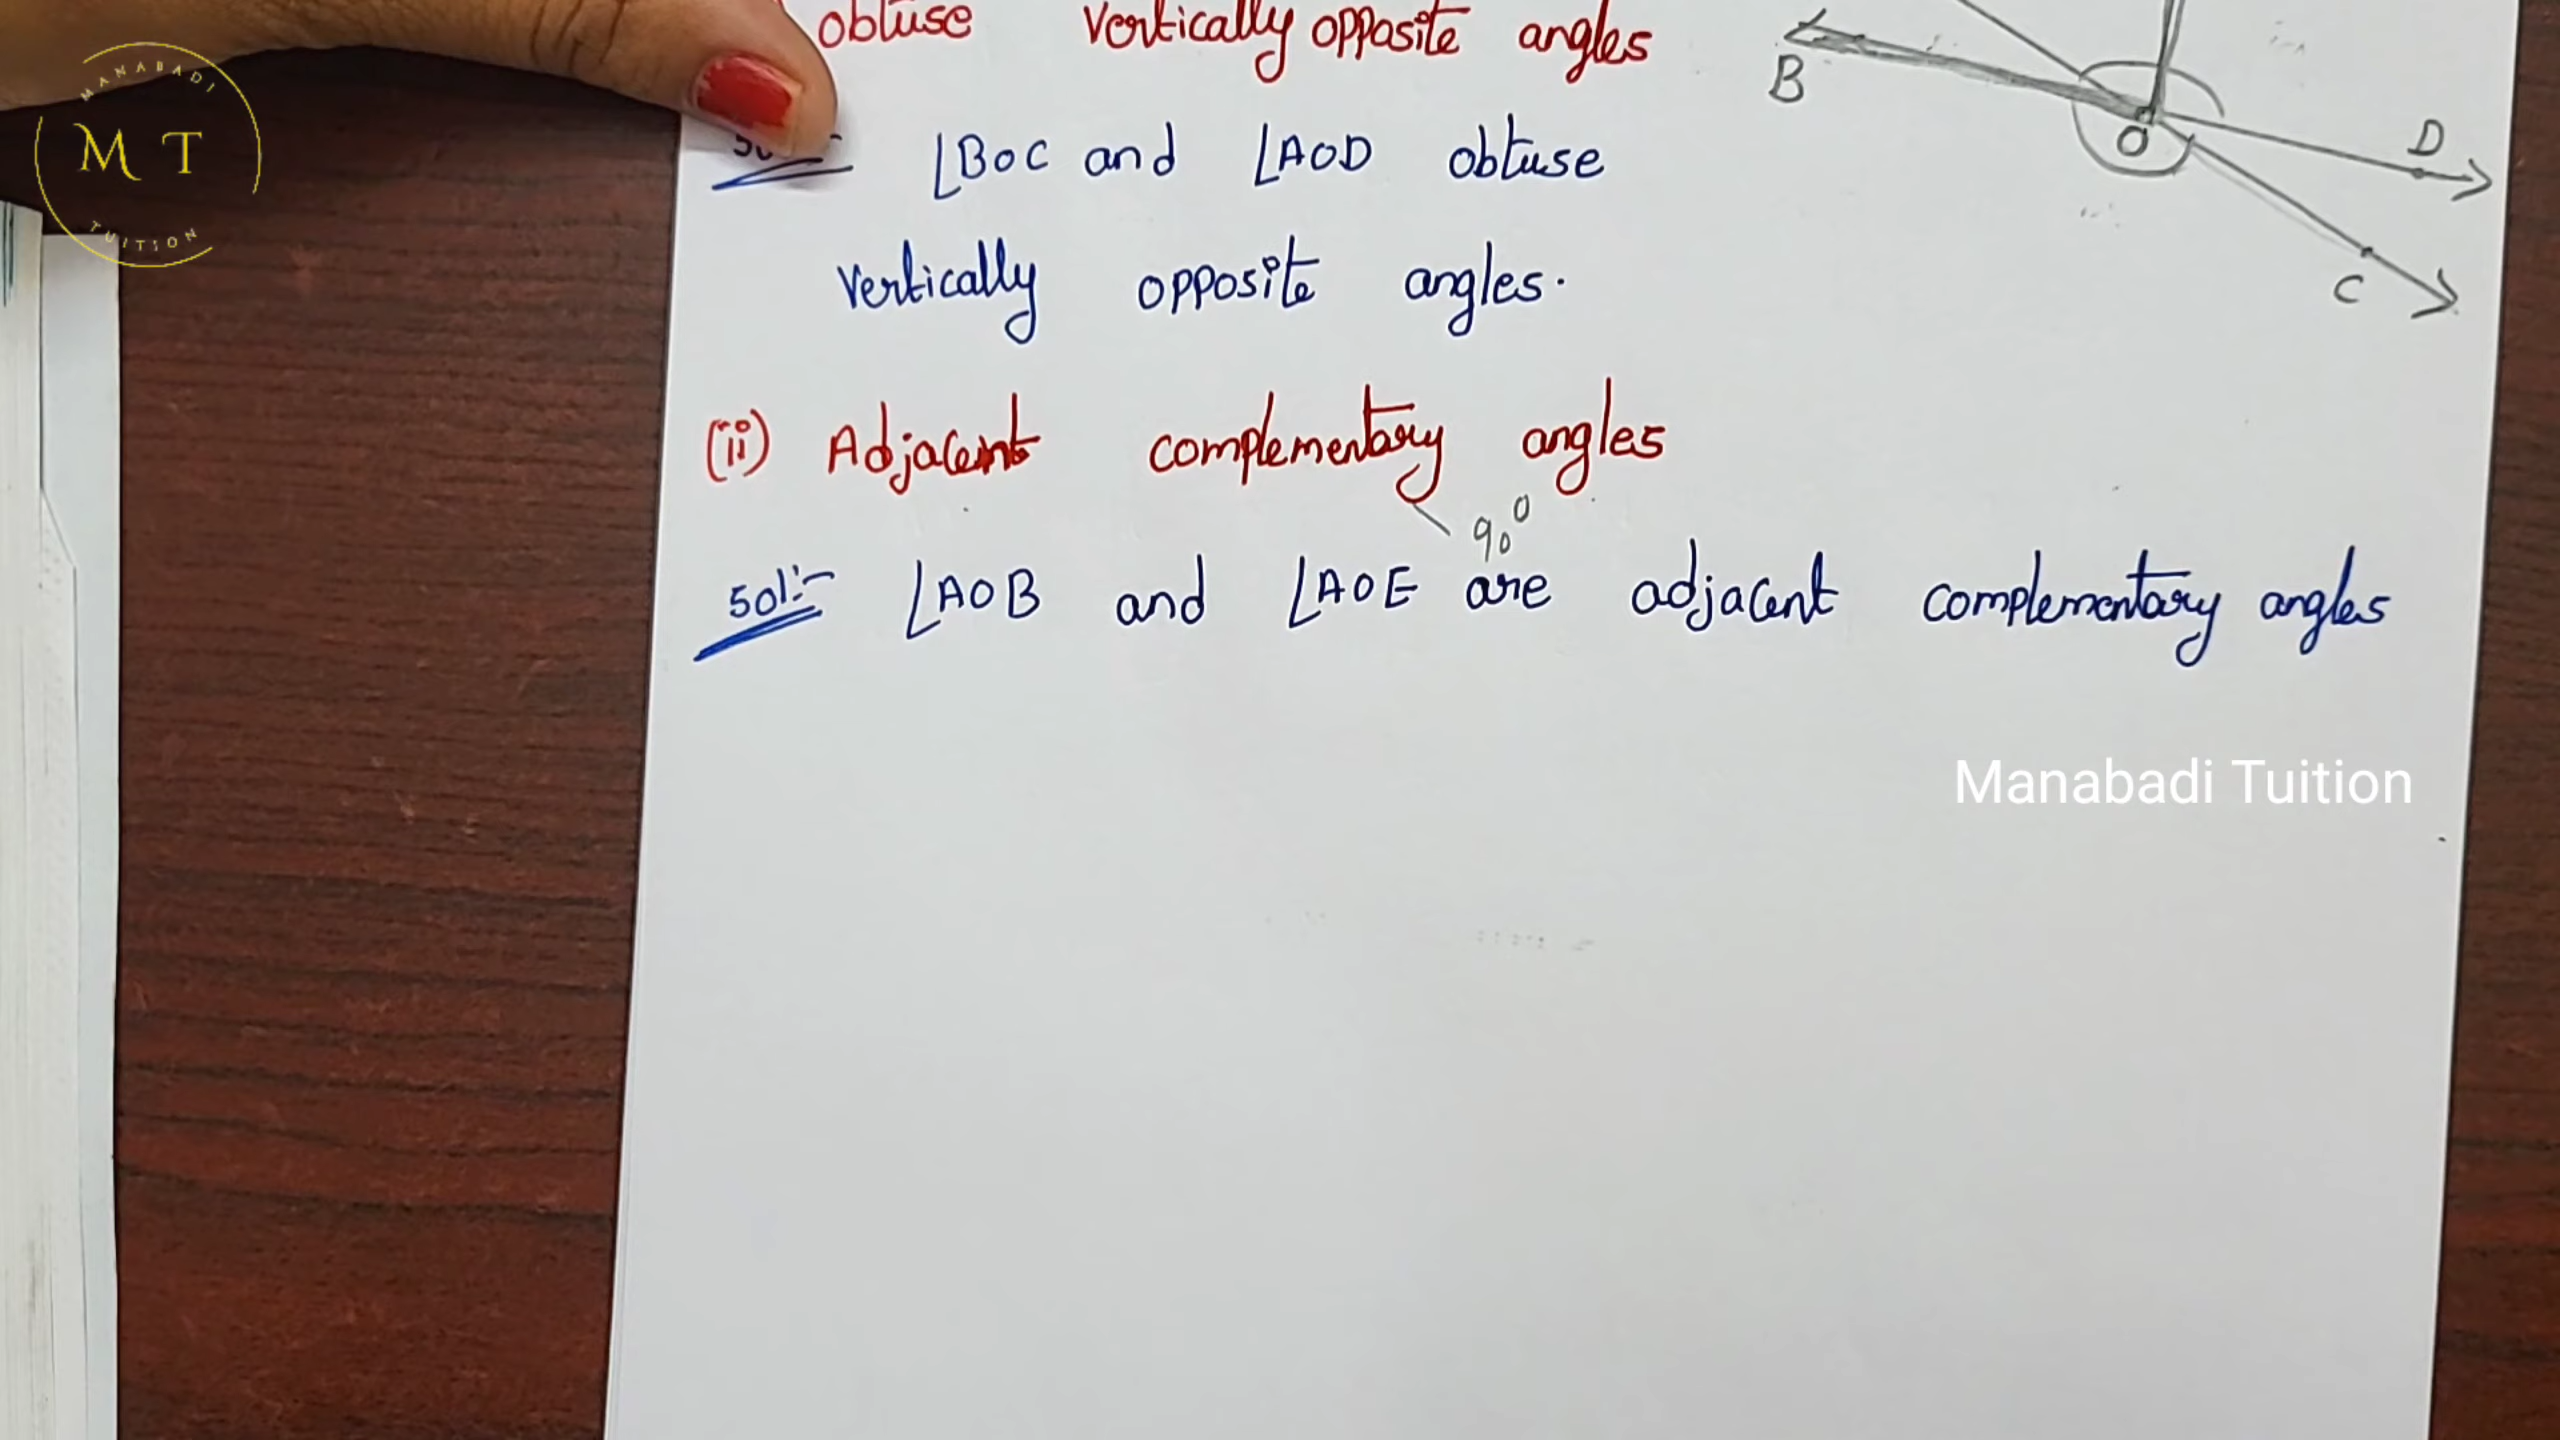 obtuse vertically opposite angles
∠BOC and ∠AOD obtuse
vertically opposite angles.
(ii) Adjacent complementary angles
90°
Sol:- ∠AOB and ∠AOE are adjacent complementary angles
B
O
D
C
MANABADI
MT
TUITION
Manabadi Tuition